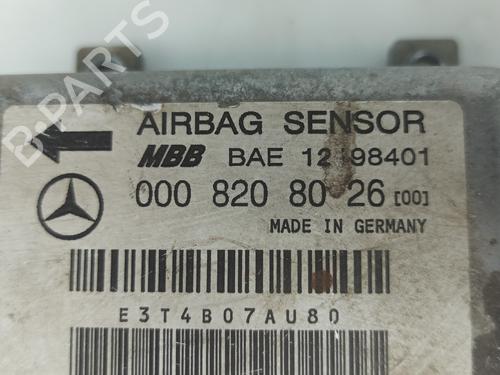 B-PARTS
AIRBAG SENSOR
MBB BAE 12 98401
000 820 80 26 [00]
MADE IN GERMANY
E3T4B07AU80